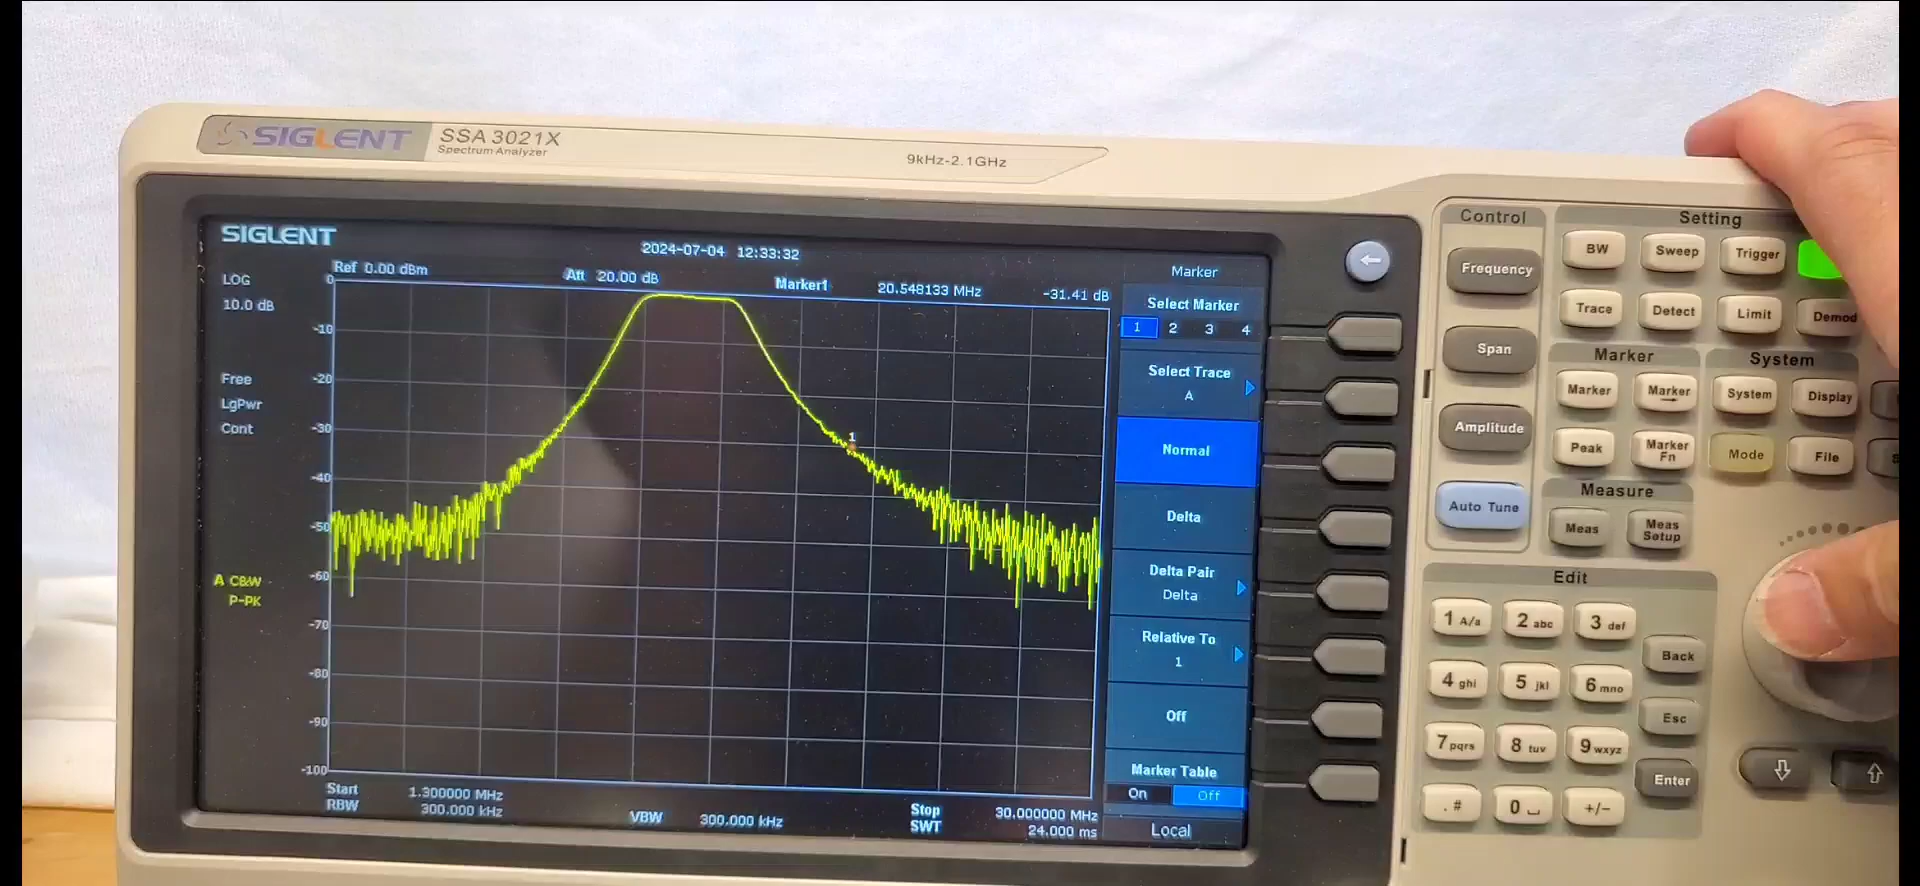 SIGLENT
SSA 3021X
Spectrum Analyzer
9kHz-2.1GHz
SIGLENT
2024-07-04 12:33:32
LOG
10.0 dB
Free
LgPwr
Cont
A C&W
P-PK
Ref 0.00 dBm
Att 20.00 dB
Marker1 20.548133 MHz -31.41 dB
0
-10
-20
-30
-40
-50
-60
-70
-80
-90
-100
1
Start 1.300000 MHz
RBW 300.000 kHz
VBW 300.000 kHz
Stop 30.000000 MHz
SWT 24.000 ms
Marker
Select Marker
1 2 3 4
Select Trace
A
Normal
Delta
Delta Pair
Delta
Relative To
1
Off
Marker Table
On Off
Local
Control
Frequency
Span
Amplitude
Auto Tune
Setting
BW Sweep Trigger
Trace Detect Limit Demod
Marker
Marker Marker
Peak Marker Fn
System
System Display
Mode File
Measure
Meas Meas Setup
Edit
1 A/a 2 abc 3 def
4 ghi 5 jkl 6 mno
7 pqrs 8 tuv 9 wxyz
. # 0 +/-
Back
Esc
Enter